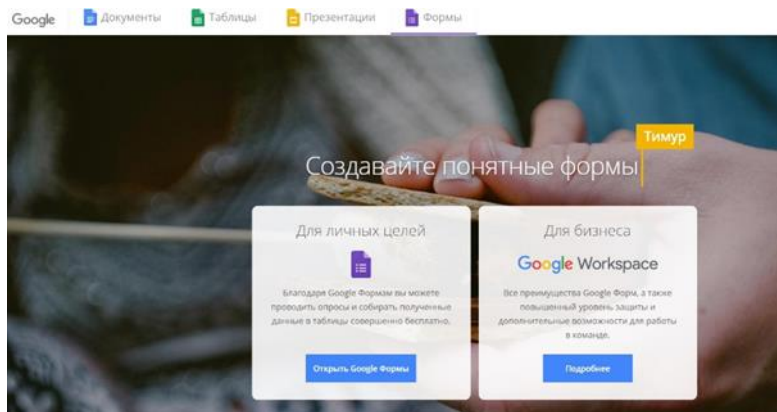 Google Документы Таблицы Презентации Формы
Тимур
Создавайте понятные формы
Для личных целей
Благодаря Google Формам вы можете
проводить опросы и собирать полученные
данные в таблицы совершенно бесплатно.
Открыть Google Формы
Для бизнеса
Google Workspace
Все преимущества Google Форм, а также
повышенный уровень защиты и
дополнительные возможности для работы
в команде.
Подробнее